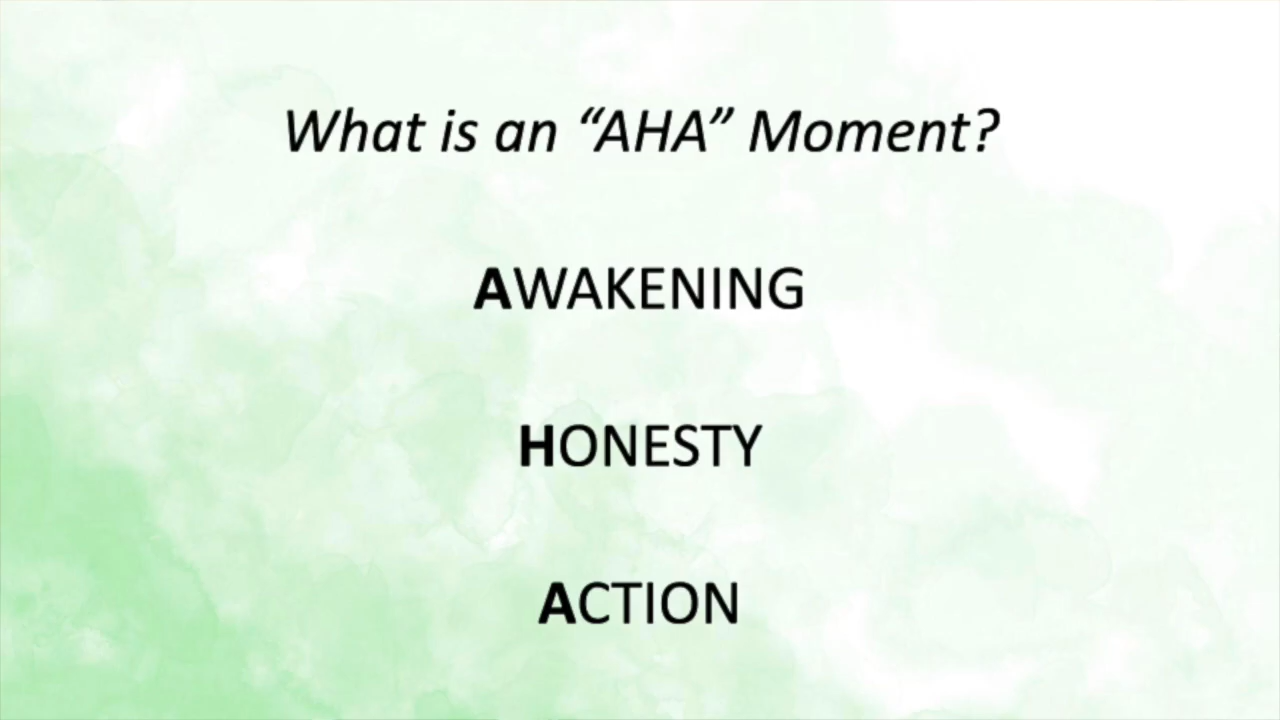 What is an “AHA” Moment?
AWAKENING
HONESTY
ACTION